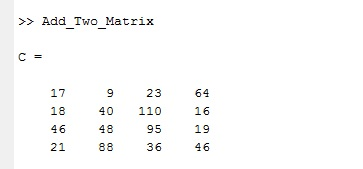 >> Add_Two_Matrix
C =
17 9 23 64
18 40 110 16
46 48 95 19
21 88 36 46